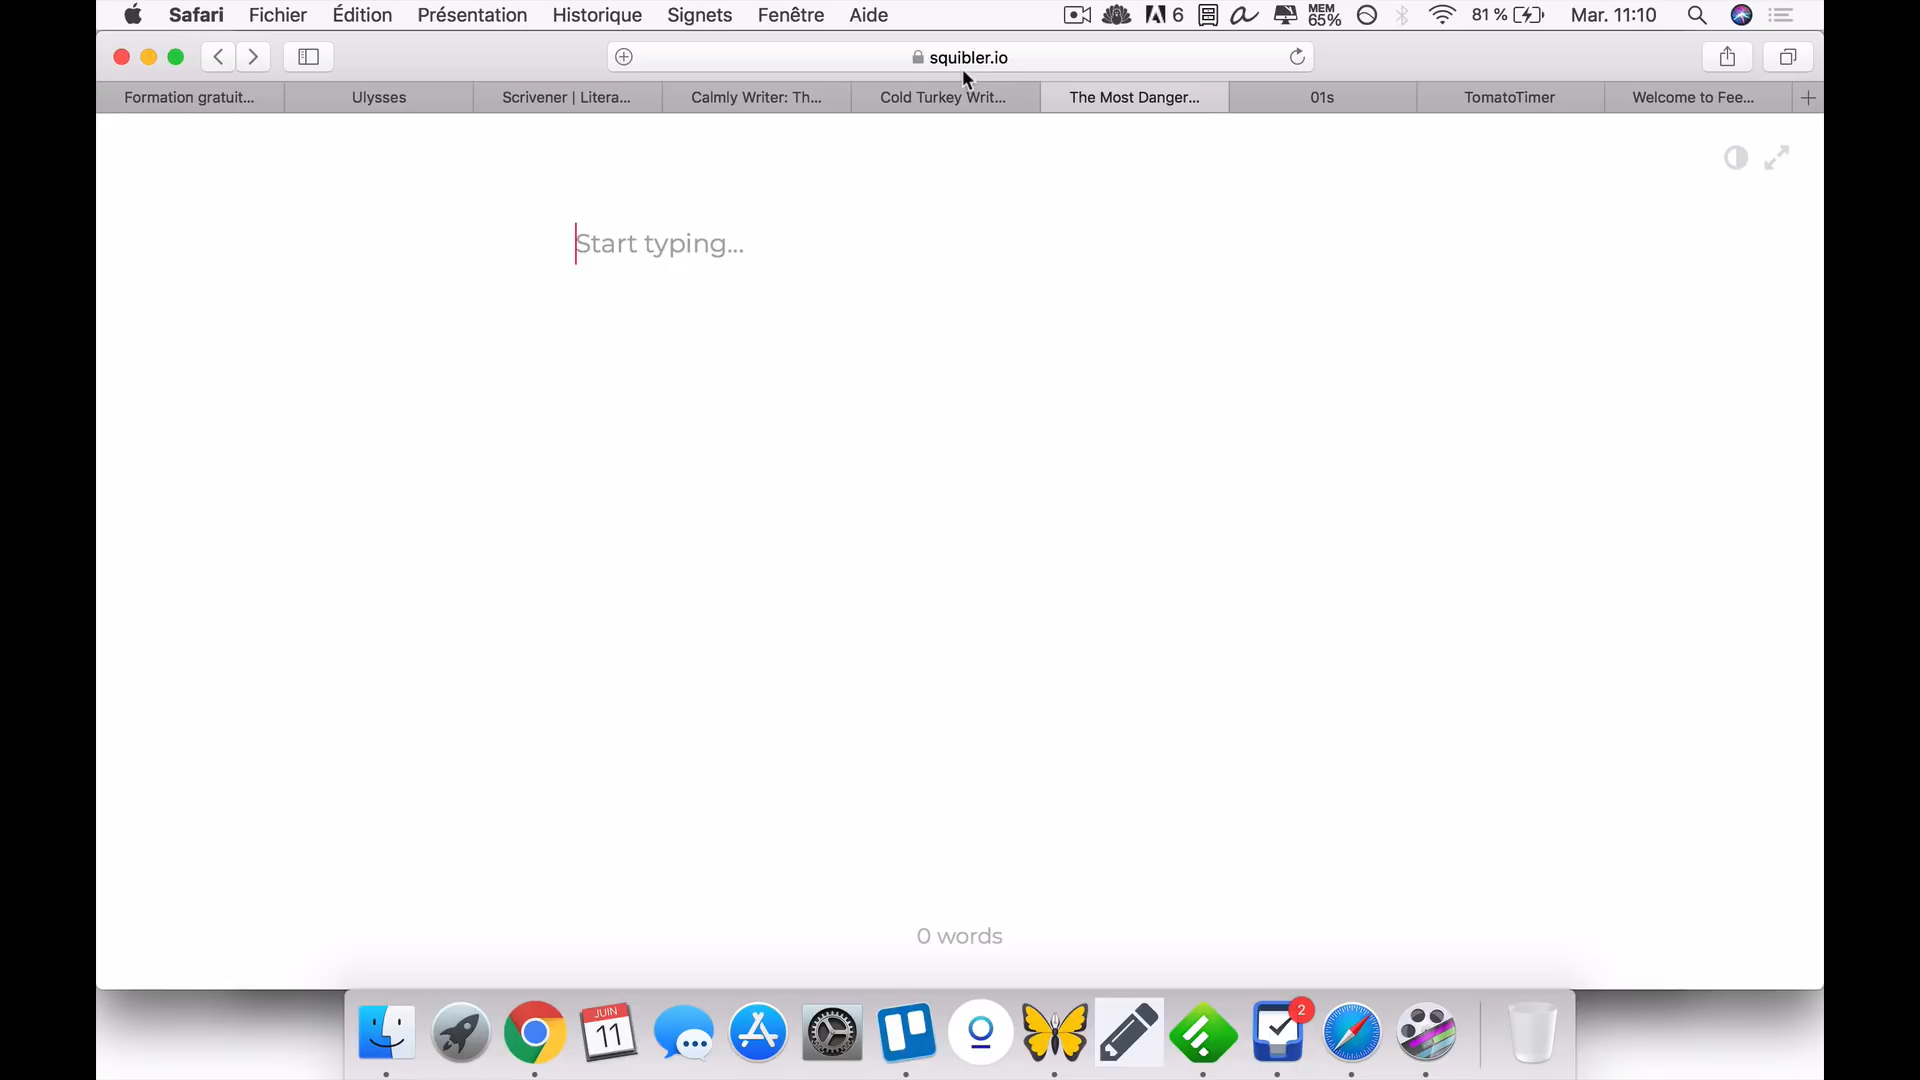 Safari Fichier Édition Présentation Historique Signets Fenêtre Aide 6 MEM 65% 81 % Mar. 11:10
squibler.io
Formation gratuit... Ulysses Scrivener | Litera... Calmly Writer: Th... Cold Turkey Writ... The Most Danger... 01s TomatoTimer Welcome to Fee...
Start typing...
0 words
JUIN
11
2